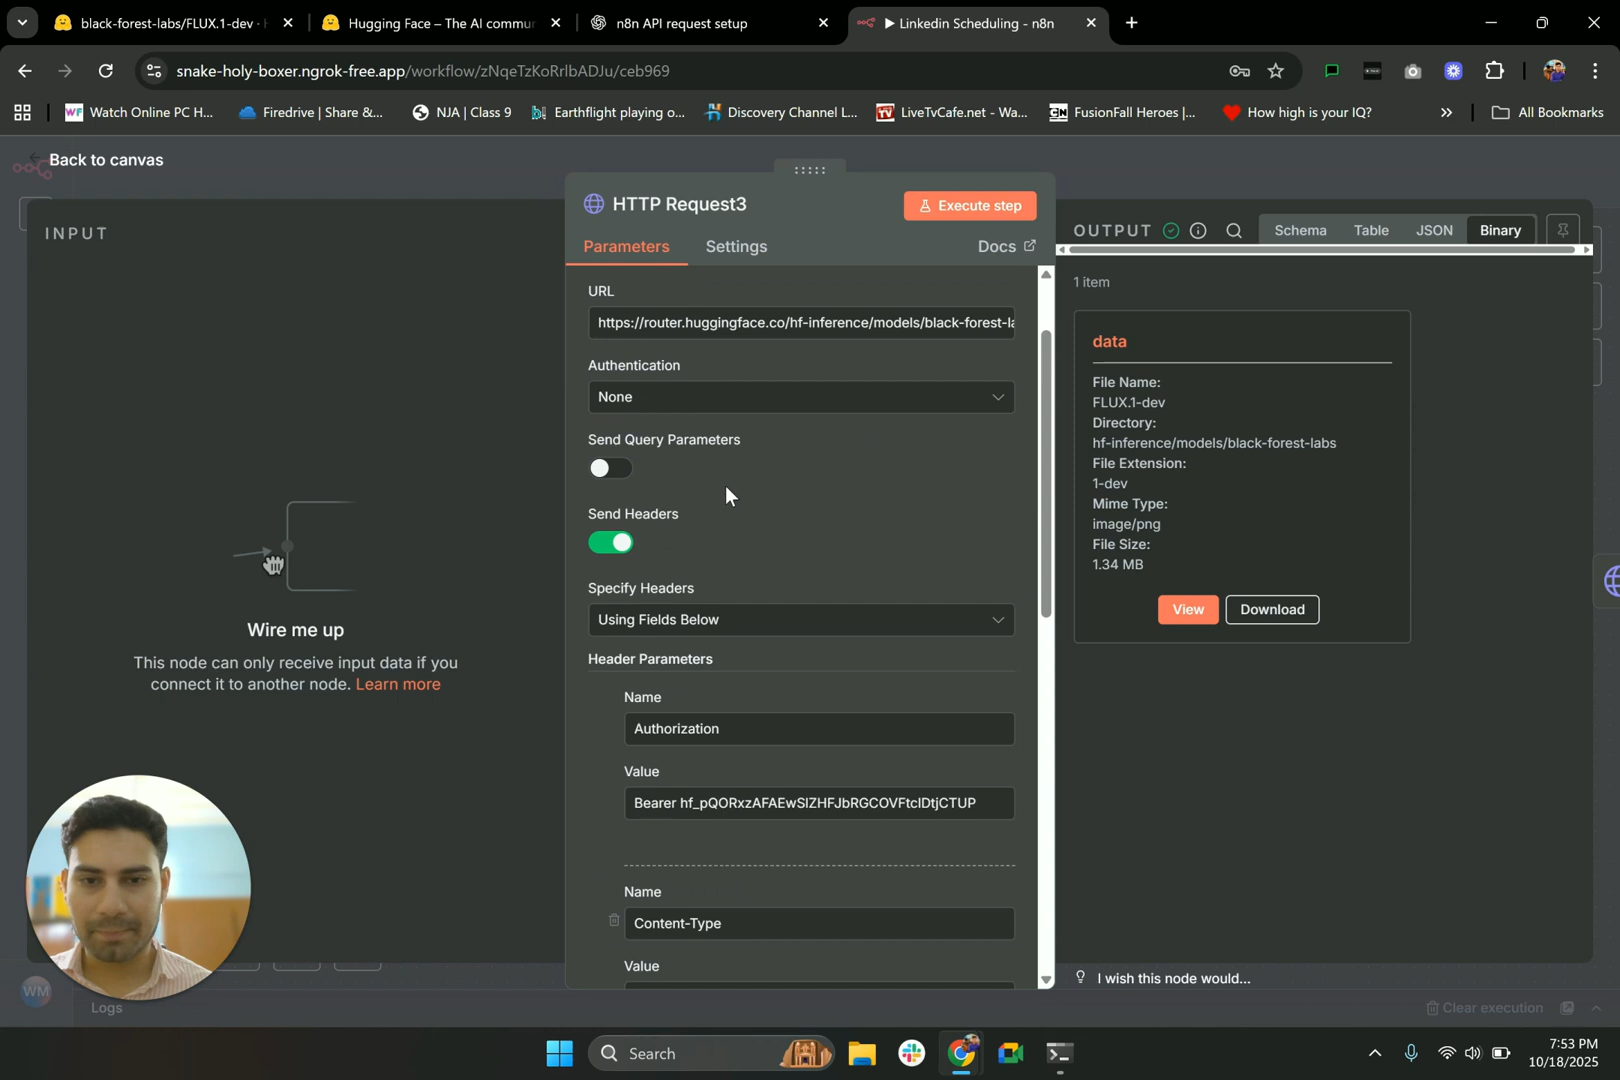 black-forest-labs/FLUX.1-dev ·
Hugging Face – The AI commu
n8n API request setup
▶ Linkedin Scheduling - n8n
snake-holy-boxer.ngrok-free.app/workflow/zNqeTzKoRrlbADJu/ceb969
Watch Online PC H...
Firedrive | Share &...
NJA | Class 9
Earthflight playing o...
Discovery Channel L...
LiveTvCafe.net - Wa...
FusionFall Heroes |...
How high is your IQ?
»
All Bookmarks
Back to canvas
INPUT
HTTP Request3
Execute step
Parameters
Settings
Docs
OUTPUT
Schema
Table
JSON
Binary
URL
https://router.huggingface.co/hf-inference/models/black-forest-la
Authentication
None
Send Query Parameters
Send Headers
Specify Headers
Using Fields Below
Header Parameters
Name
Authorization
Value
Bearer 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
Name
Content-Type
Value
1 item
data
File Name:
FLUX.1-dev
Directory:
hf-inference/models/black-forest-labs
File Extension:
1-dev
Mime Type:
image/png
File Size:
1.34 MB
View
Download
Wire me up
This node can only receive input data if you
connect it to another node. Learn more
I wish this node would...
WM
Logs
Clear execution
Search
7:53 PM
10/18/2025